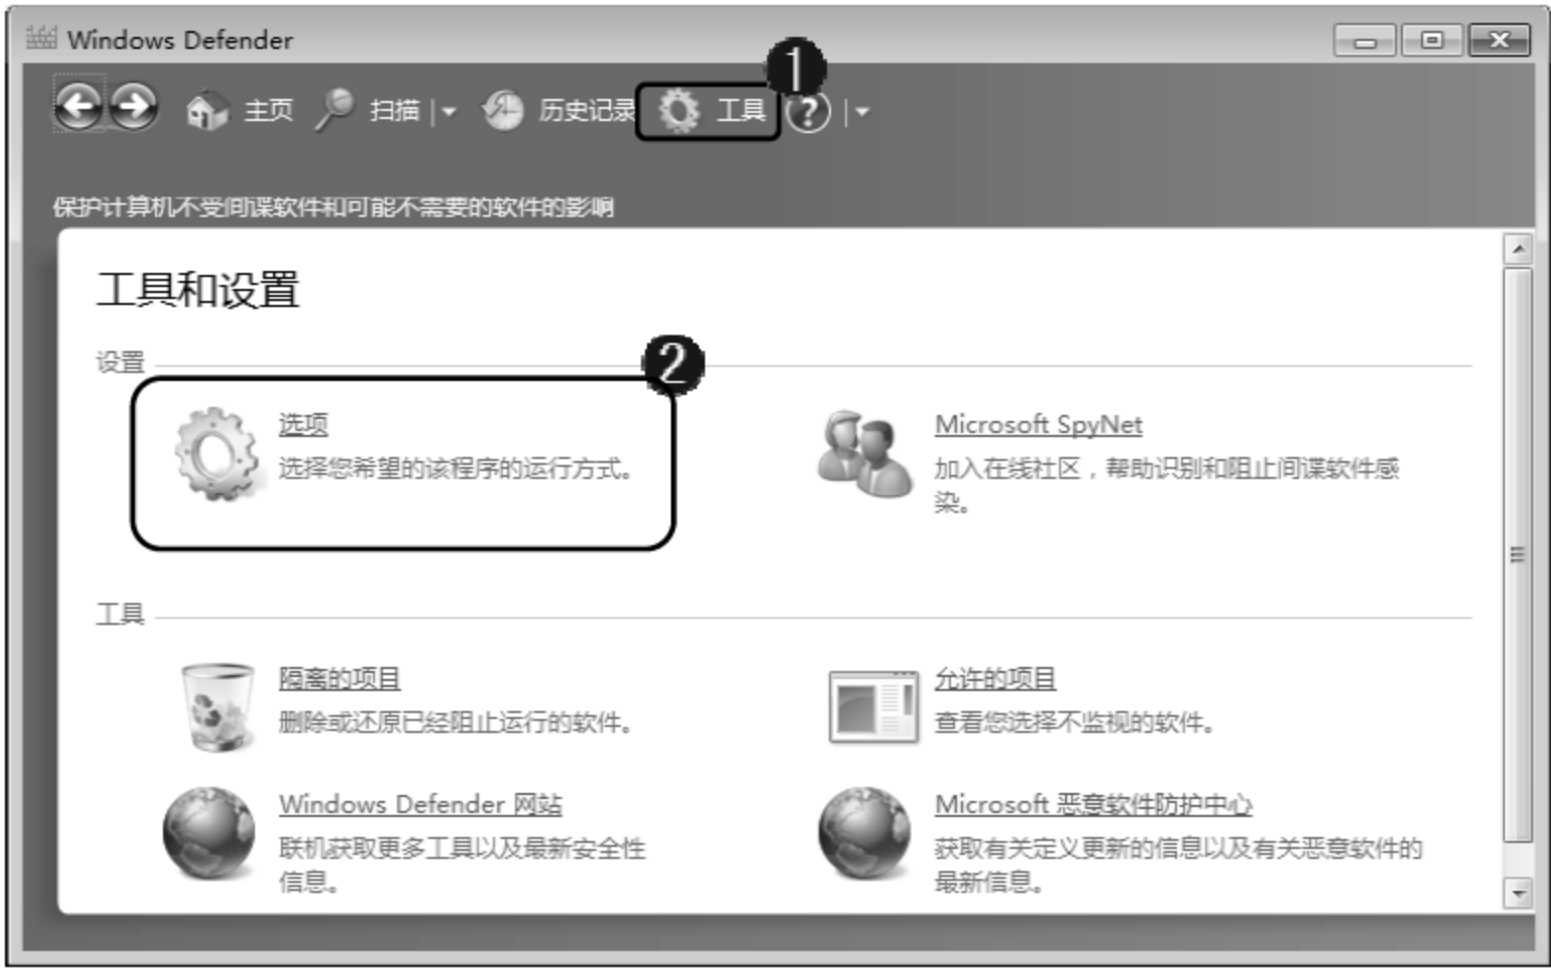 Windows Defender
主页 扫描 历史记录 工具 ?
1
保护计算机不受间谍软件和可能不需要的软件的影响
工具和设置
设置
2
选项
选择您希望的该程序的运行方式。
Microsoft SpyNet
加入在线社区，帮助识别和阻止间谍软件感
染。
工具
隔离的项目
删除或还原已经阻止运行的软件。
允许的项目
查看您选择不监视的软件。
Windows Defender 网站
联机获取更多工具以及最新安全性
信息。
Microsoft 恶意软件防护中心
获取有关定义更新的信息以及有关恶意软件的
最新信息。